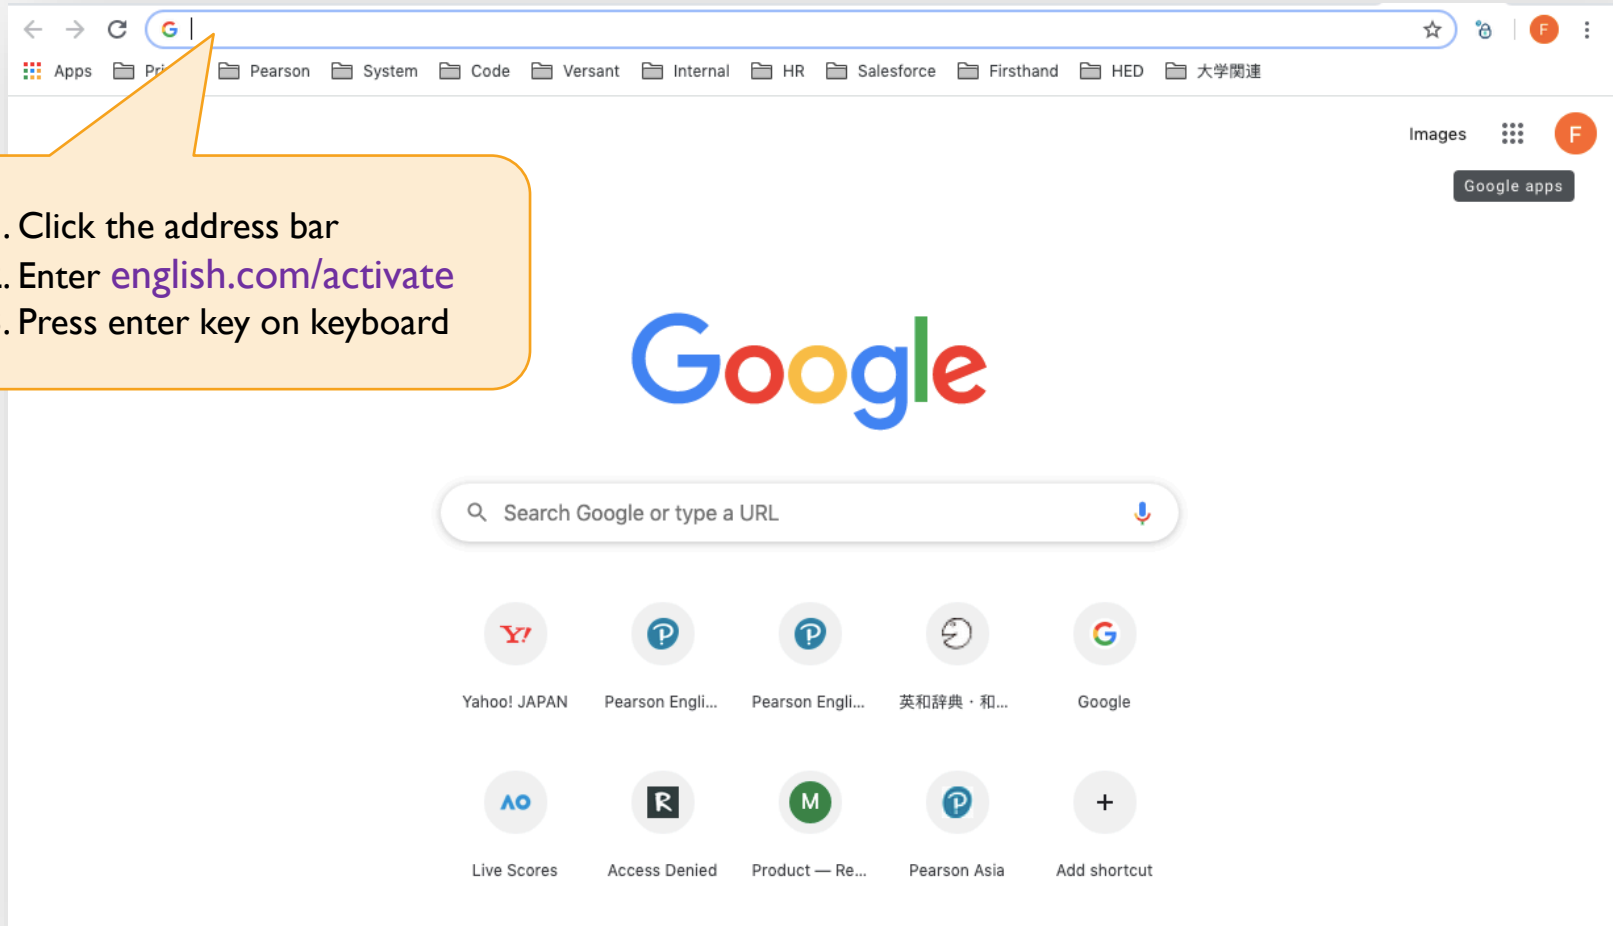 Apps Pearson System Code Versant Internal HR Salesforce Firsthand HED 大学関連
Images F
Google apps
. Click the address bar
. Enter english.com/activate
. Press enter key on keyboard
Google
Search Google or type a URL
Yahoo! JAPAN Pearson Engli... Pearson Engli... 英和辞典・和... Google
Live Scores Access Denied Product — Re... Pearson Asia Add shortcut